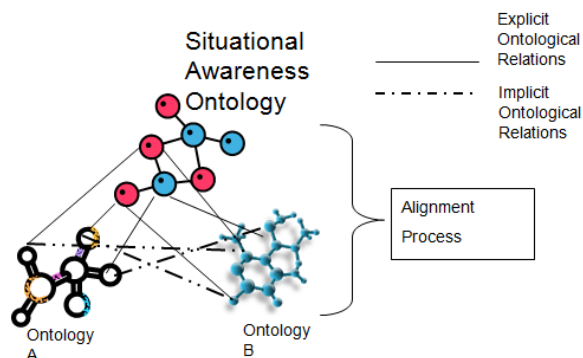 Situational
Awareness
Ontology
Explicit
Ontological
Relations
Implicit
Ontological
Relations
Alignment
Process
Ontology
A
Ontology
B